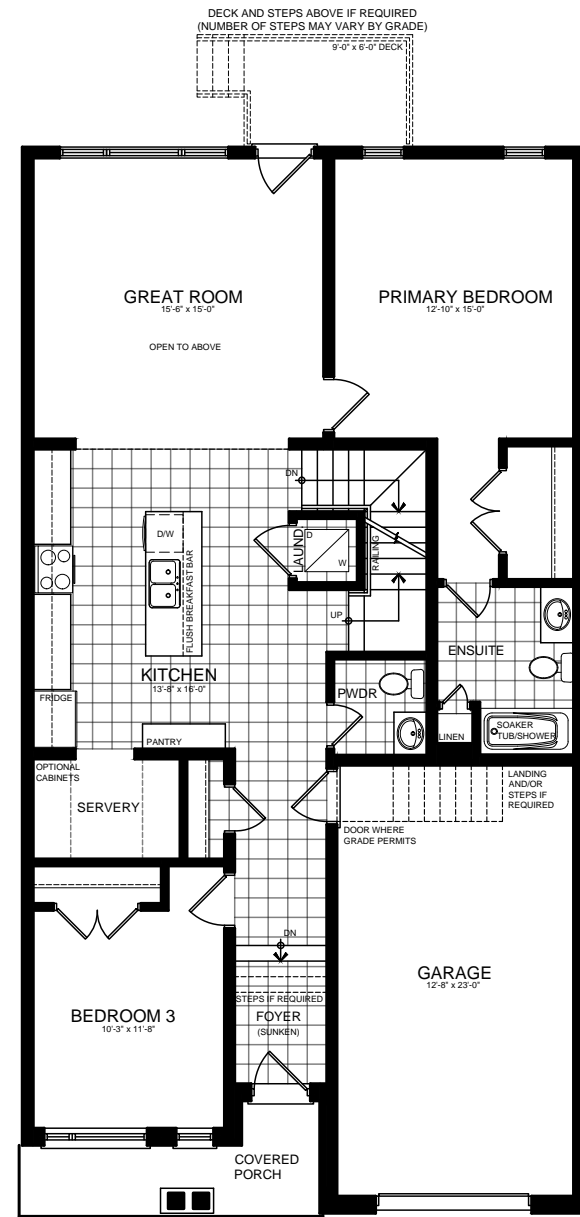 DECK AND STEPS ABOVE IF REQUIRED
(NUMBER OF STEPS MAY VARY BY GRADE)
9'-0" x 6'-0" DECK
GREAT ROOM
15'-6" x 15'-0"
OPEN TO ABOVE
PRIMARY BEDROOM
12'-10" x 15'-0"
DN
D/W
FLUSH BREAKFAST BAR
LAUND
D
W
RAILING
UP
KITCHEN
13'-8" x 16'-0"
FRIDGE
PANTRY
PWDR
ENSUITE
LINEN
SOAKER
TUB/SHOWER
OPTIONAL
CABINETS
SERVERY
LANDING
AND/OR
STEPS IF
REQUIRED
DOOR WHERE
GRADE PERMITS
DN
STEPS IF REQUIRED
FOYER
(SUNKEN)
BEDROOM 3
10'-3" x 11'-8"
GARAGE
12'-8" x 23'-0"
COVERED
PORCH